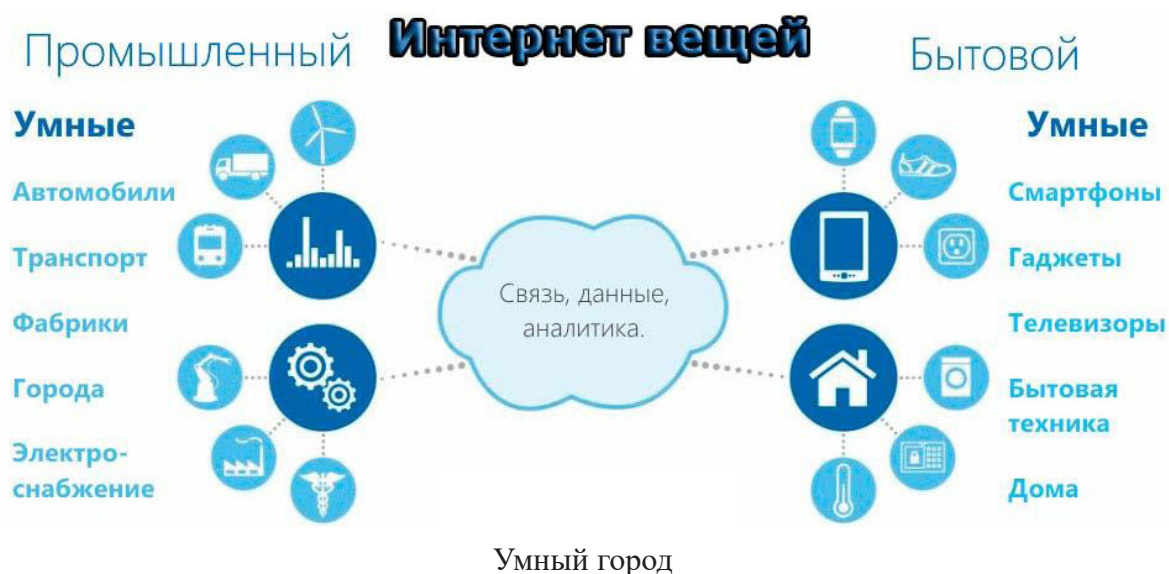 Интернет вещей
Промышленный
Умные
Автомобили
Транспорт
Фабрики
Города
Электро-
снабжение
Связь, данные,
аналитика.
Бытовой
Умные
Смартфоны
Гаджеты
Телевизоры
Бытовая
техника
Дома
Умный город